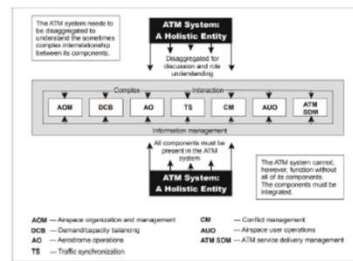 The ATM system needs to
be disaggregated to
understand the sometimes
complex interrelationship
between its components.
ATM System:
A Holistic Entity
Disaggregated for
discussion and role
understanding
Complex
Interaction
AOM
DCB
AO
TS
CM
AUO
ATM
SDM
Information management
All components must be
present in the ATM
system
ATM System:
A Holistic Entity
The ATM system cannot,
however, function without
all of its components.
The components must be
integrated.
AOM — Airspace organization and management
DCB — Demand/capacity balancing
AO — Aerodrome operations
TS — Traffic synchronization
CM — Conflict management
AUO — Airspace user operations
ATM SDM — ATM service delivery management